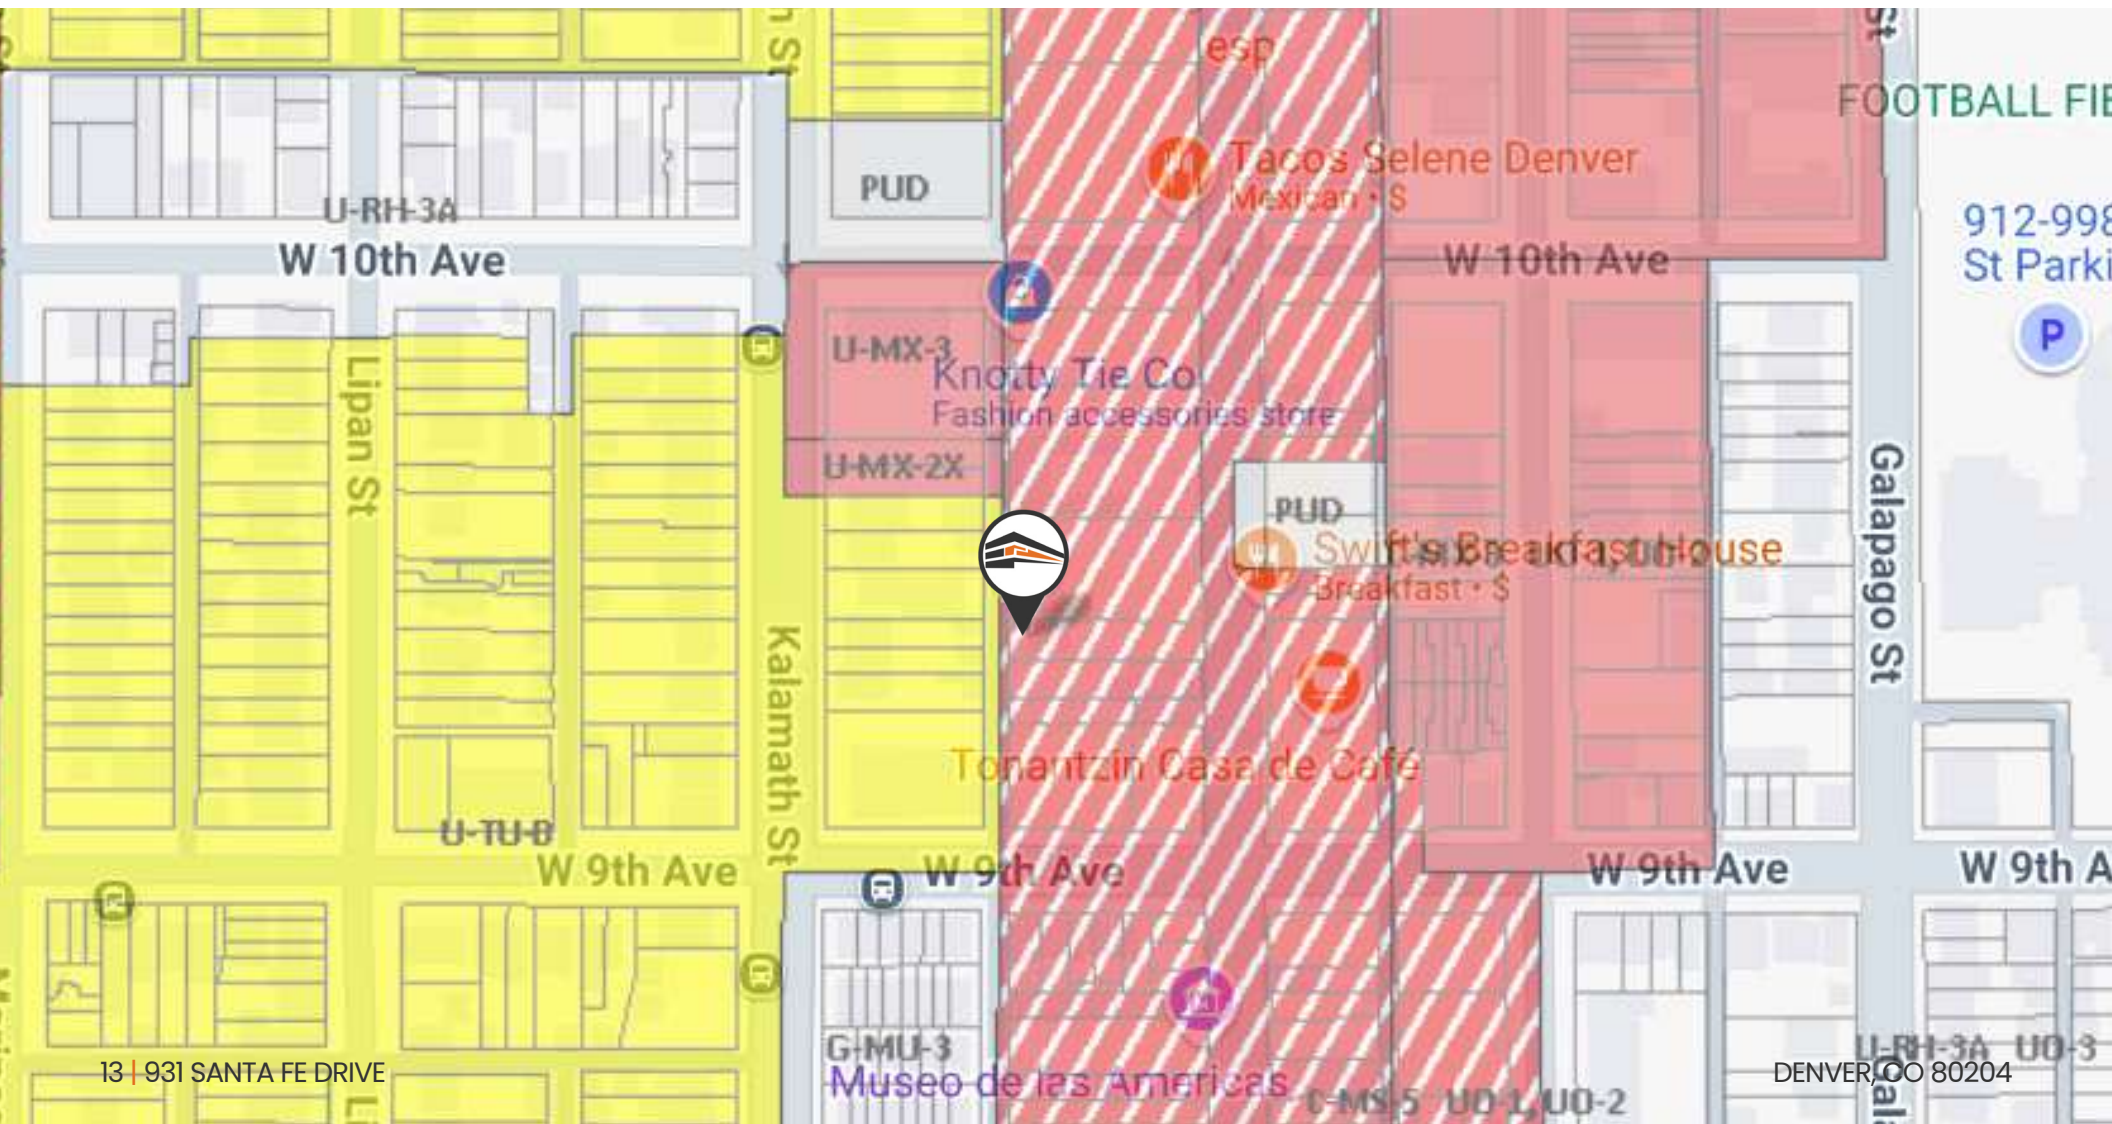 esp
St
FOOTBALL FIE
Tacos Selene Denver
Mexican · $
PUD
U-RH-3A
W 10th Ave
W 10th Ave
912-998
St Parki
P
U-MX-3
Knotty Tie Co
Fashion accessories store
U-MX-2X
Lipan St
PUD
Swift's Breakfast House
Breakfast · $
Galapago St
Kalamath St
Tonantzin Casa de Café
U-TU-B
W 9th Ave
W 9th Ave
W 9th Ave
W 9th A
G-MU-3
Museo de las Americas
C-MS-5 UO-1, UO-2
U-RH-3A UO-3
13 | 931 SANTA FE DRIVE
DENVER, CO 80204